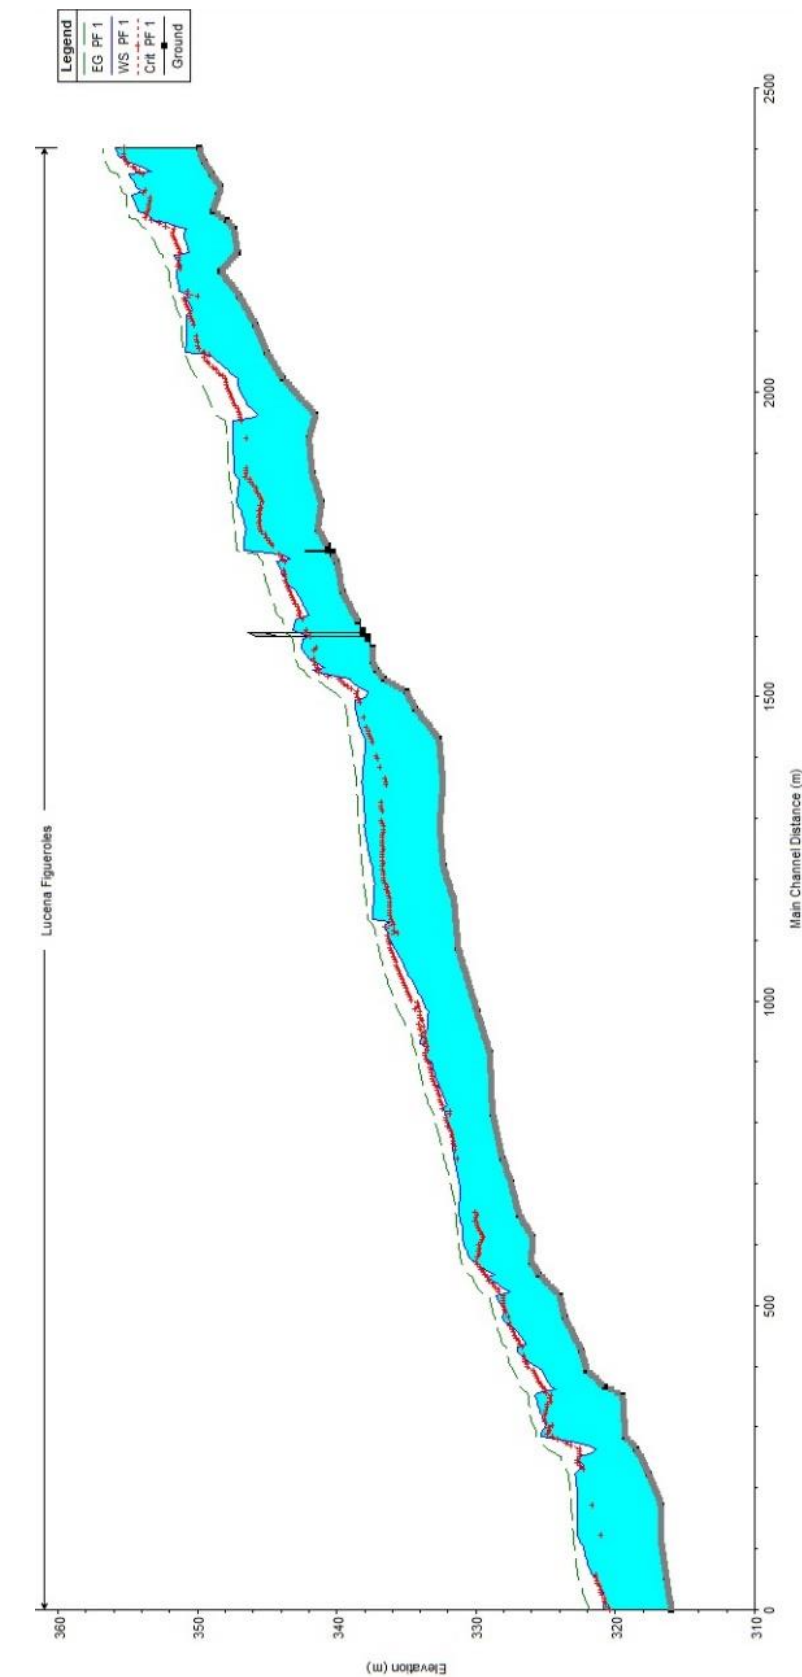 Lucena Figueroles
Legend
EG PF 1
WS PF 1
Crit PF 1
Ground
360
350
340
330
320
310
Elevation (m)
0
500
1000
1500
2000
2500
Main Channel Distance (m)